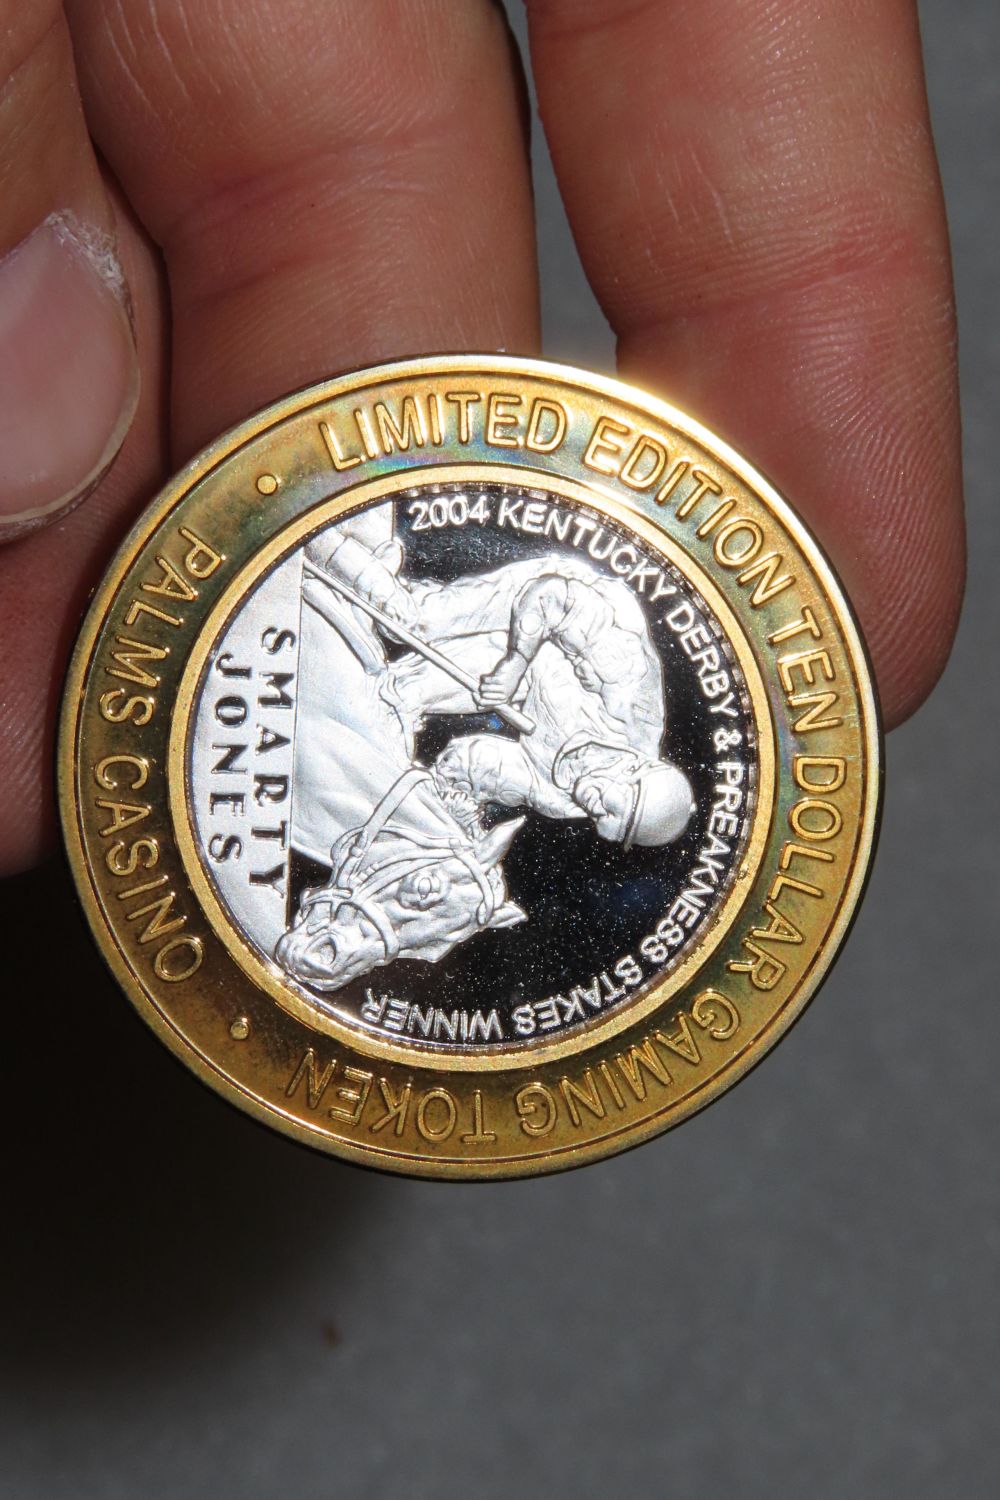 LIMITED EDITION TEN DOLLAR GAMING TOKEN
• PALMS CASINO •
2004 KENTUCKY DERBY & PREAKNESS STAKES WINNER
SMARTY
JONES